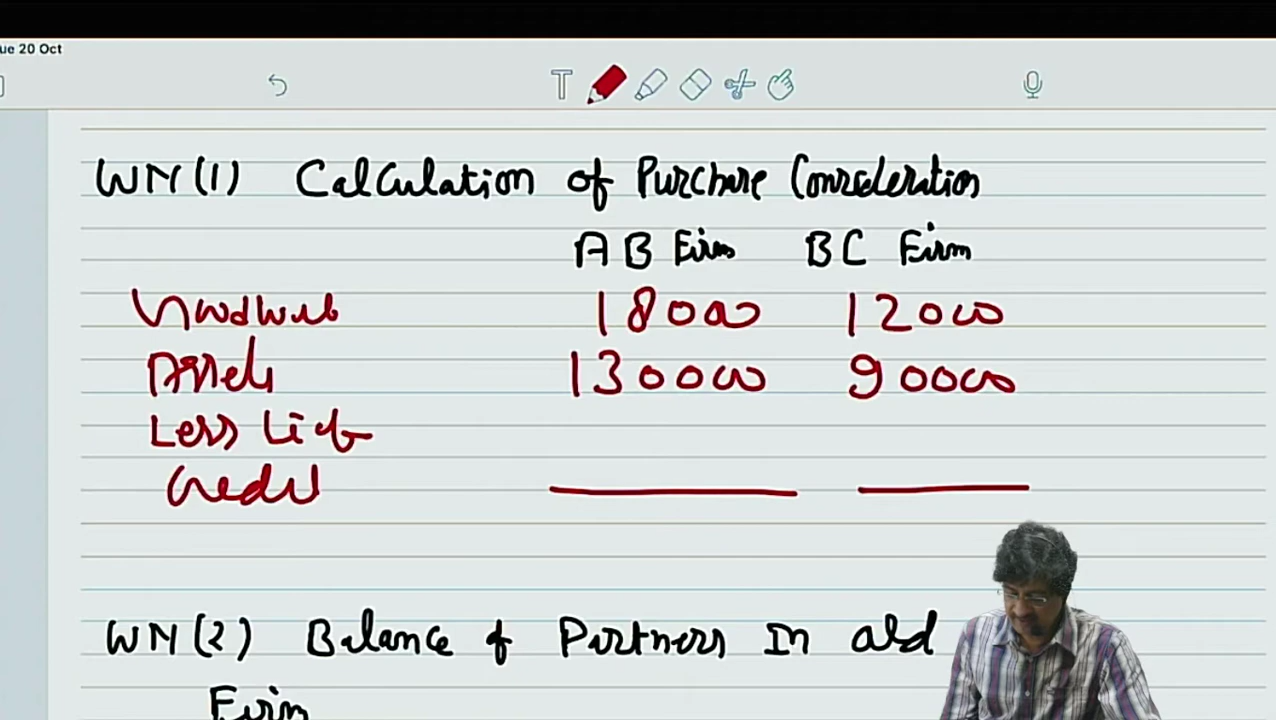 ue 20 Oct
T
WN(1) Calculation of Purchase Consideration
AB Firm BC Firm
Goodwill 18000 12000
Assets 130000 90000
Less Liab
Credit
WN(2) Balance of Partners In old
Firm